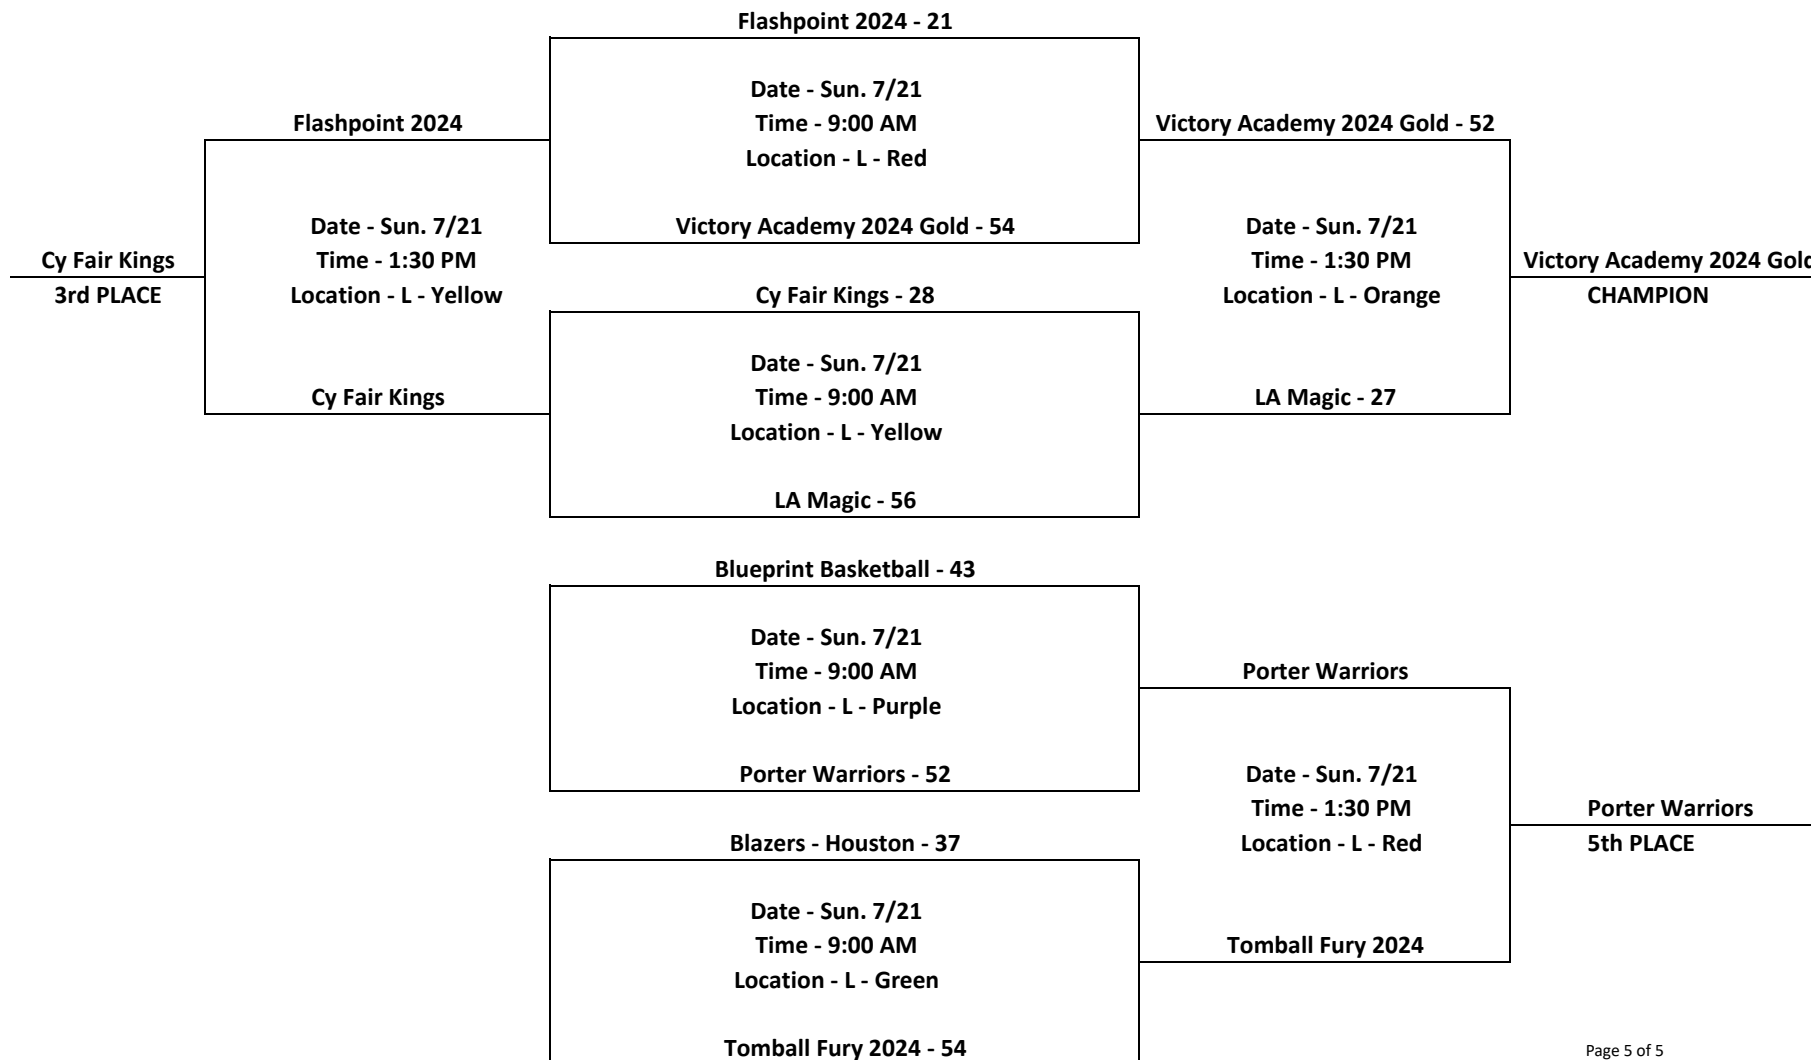 Flashpoint 2024 - 21
Date - Sun. 7/21
Time - 9:00 AM
Location - L - Red
Victory Academy 2024 Gold - 54
Flashpoint 2024
Date - Sun. 7/21
Time - 1:30 PM
Location - L - Yellow
Cy Fair Kings
Cy Fair Kings
3rd PLACE
Cy Fair Kings - 28
Date - Sun. 7/21
Time - 9:00 AM
Location - L - Yellow
LA Magic - 56
Victory Academy 2024 Gold - 52
Date - Sun. 7/21
Time - 1:30 PM
Location - L - Orange
LA Magic - 27
Victory Academy 2024 Gold
CHAMPION
Blueprint Basketball - 43
Date - Sun. 7/21
Time - 9:00 AM
Location - L - Purple
Porter Warriors - 52
Blazers - Houston - 37
Date - Sun. 7/21
Time - 9:00 AM
Location - L - Green
Tomball Fury 2024 - 54
Porter Warriors
Date - Sun. 7/21
Time - 1:30 PM
Location - L - Red
Tomball Fury 2024
Porter Warriors
5th PLACE
Page 5 of 5